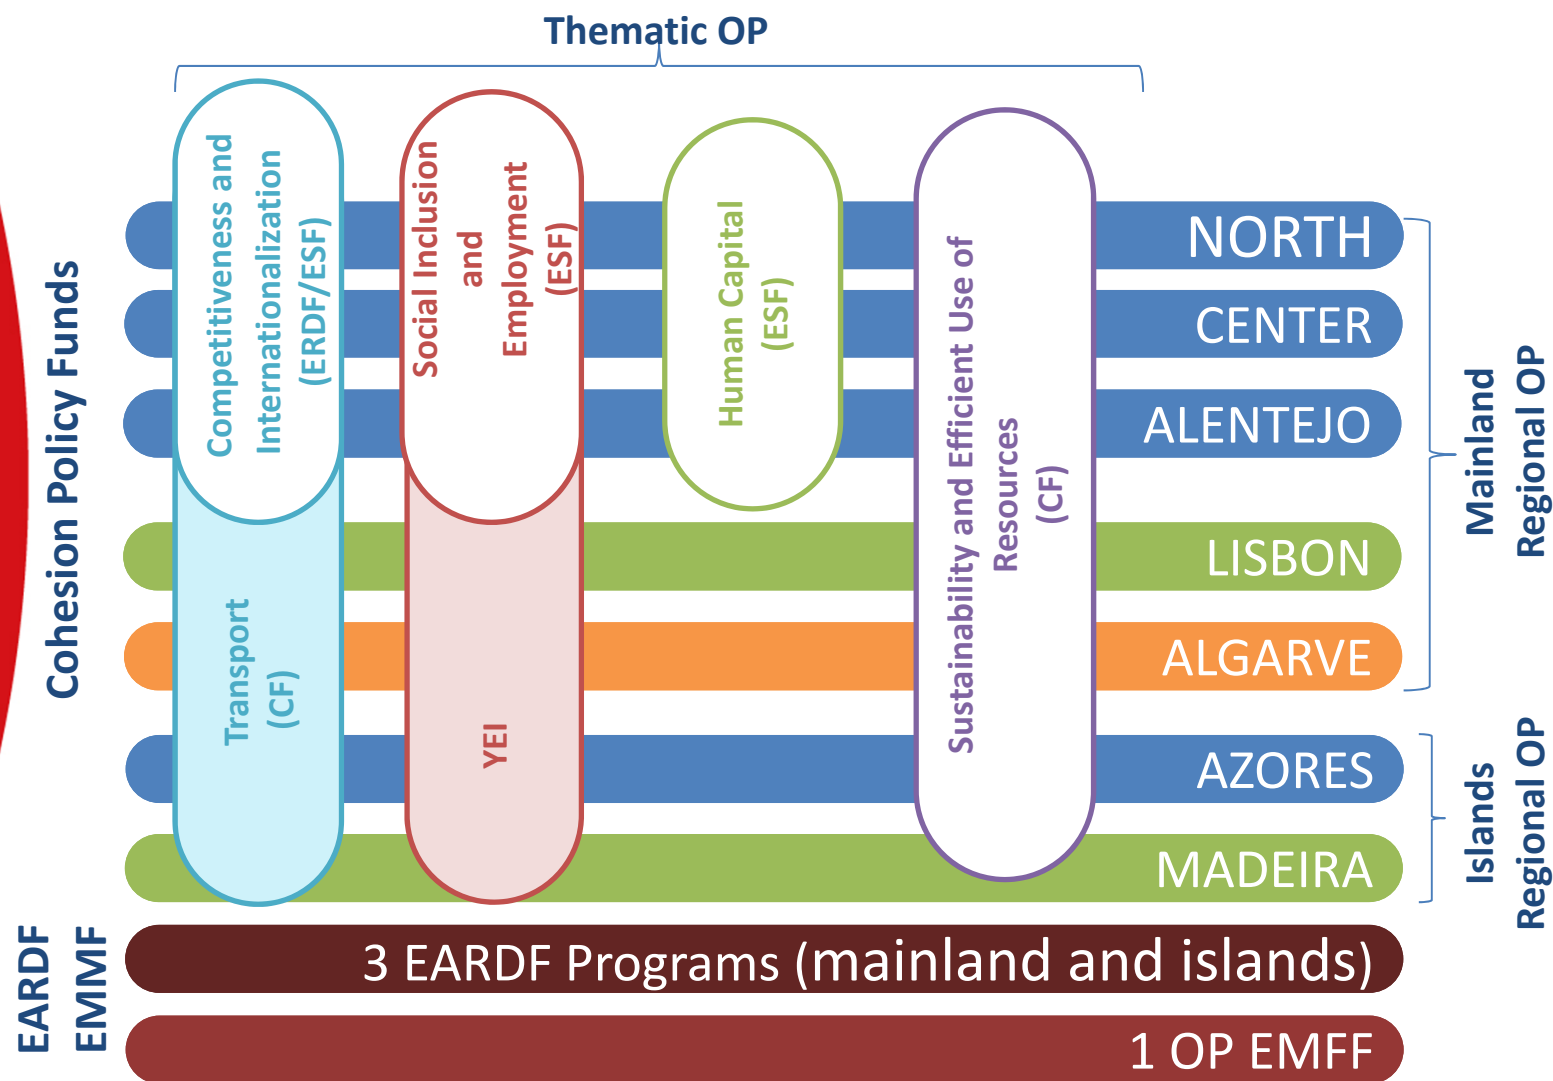 Thematic OP
Cohesion Policy Funds
Competitiveness and
Internationalization
(ERDF/ESF)
Transport
(CF)
Social Inclusion
and
Employment
(ESF)
YEI
Human Capital
(ESF)
Sustainability and Efficient Use of
Resources
(CF)
NORTH
CENTER
ALENTEJO
LISBON
ALGARVE
AZORES
MADEIRA
Mainland
Regional OP
Islands
Regional OP
EARDF
EMMF
3 EARDF Programs (mainland and islands)
1 OP EMFF